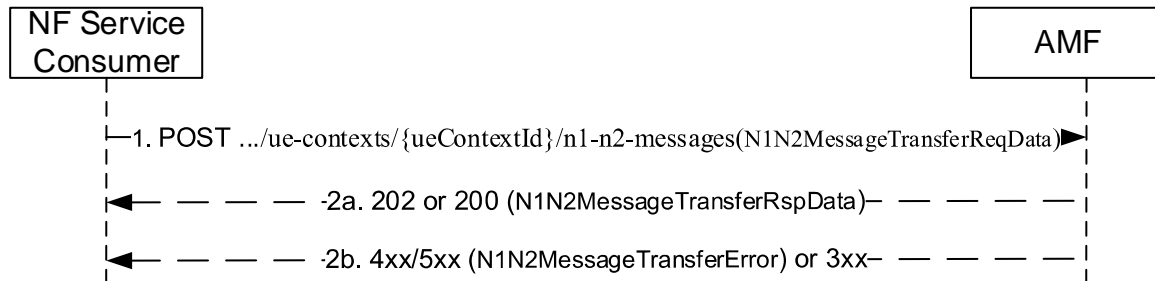 NF Service
Consumer
AMF
1. POST .../ue-contexts/{ueContextId}/n1-n2-messages(N1N2MessageTransferReqData)
2a. 202 or 200 (N1N2MessageTransferRspData)
2b. 4xx/5xx (N1N2MessageTransferError) or 3xx